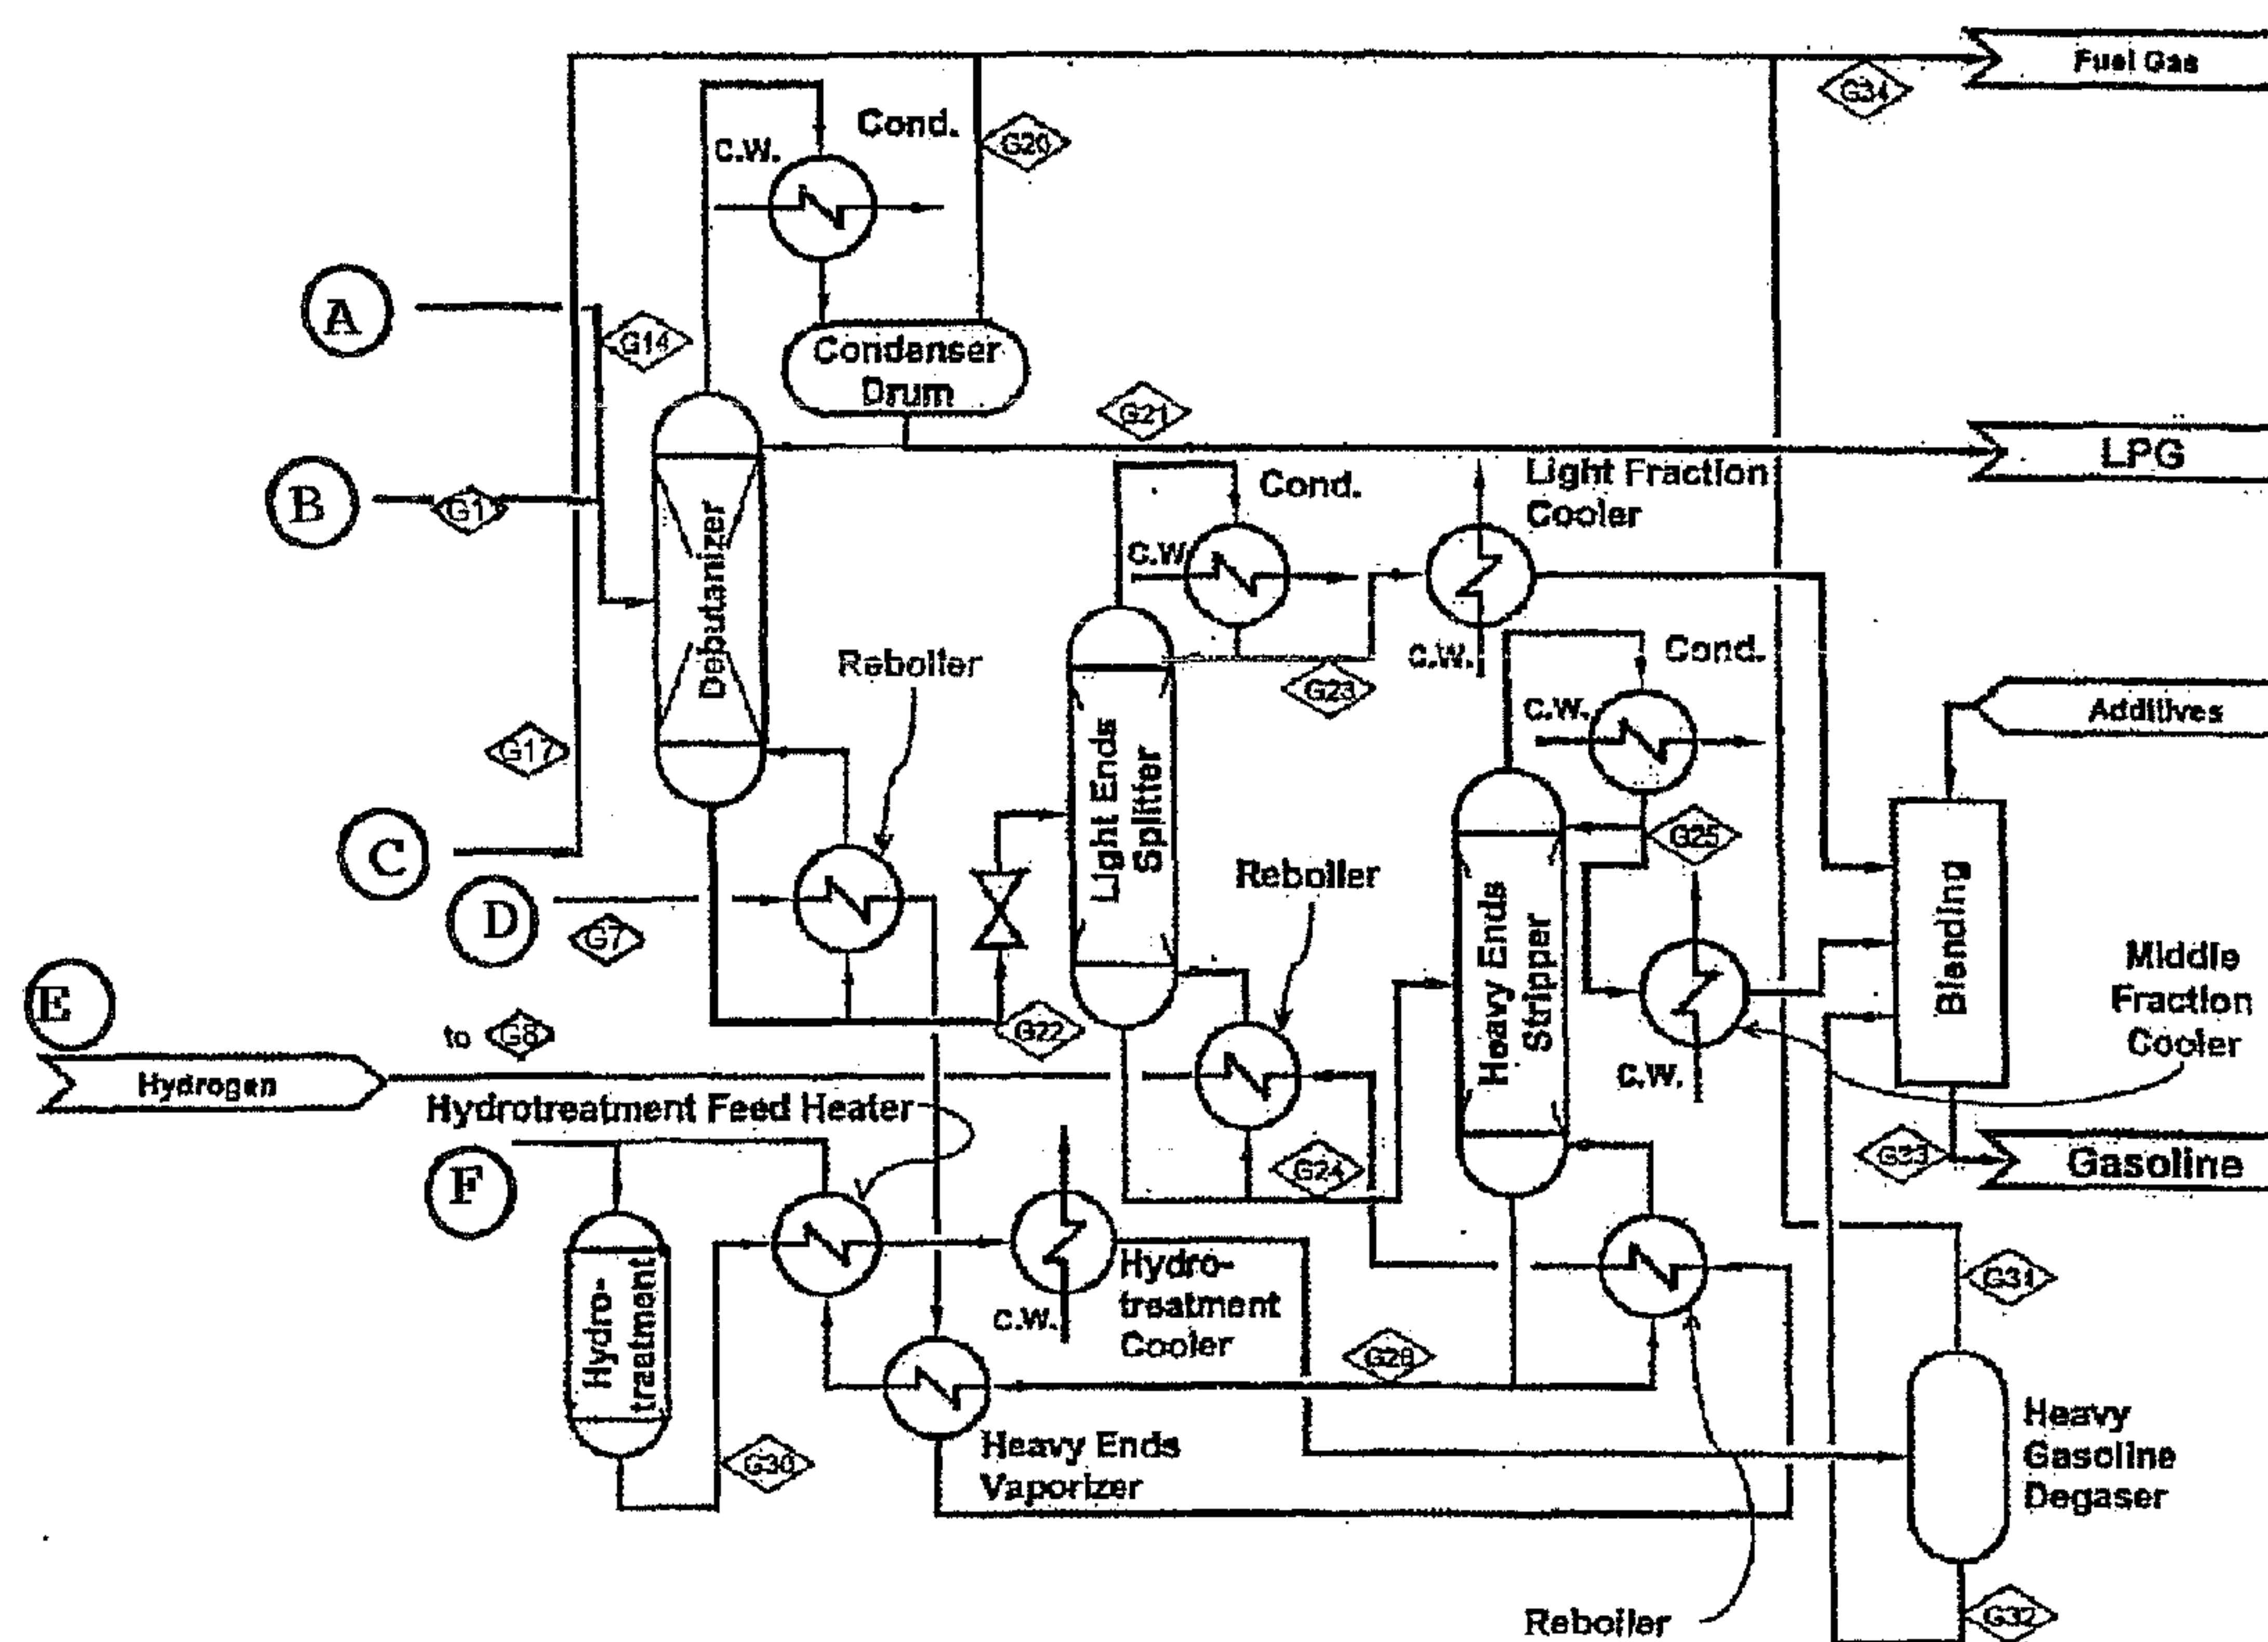 Fuel Gas
G34
Cond.
C.W.
G20
A
G14
Condenser
Drum
G21
LPG
B
G1
Debutanizer
Cond.
C.W.
Light Fraction
Cooler
C.W.
G23
Reboiler
Cond.
C.W.
Additives
G17
C
Light Ends
Splitter
G25
D
G7
Reboiler
Heavy Ends
Stripper
Blending
Middle
Fraction
Cooler
C.W.
E
to G8
G22
Hydrogen
Hydrotreatment Feed Heater
F
G24
G33
Gasoline
Hydro-
treatment
C.W.
Hydro-
treatment
Cooler
G31
G30
Heavy Ends
Vaporizer
Heavy
Gasoline
Degaser
Reboiler
G32